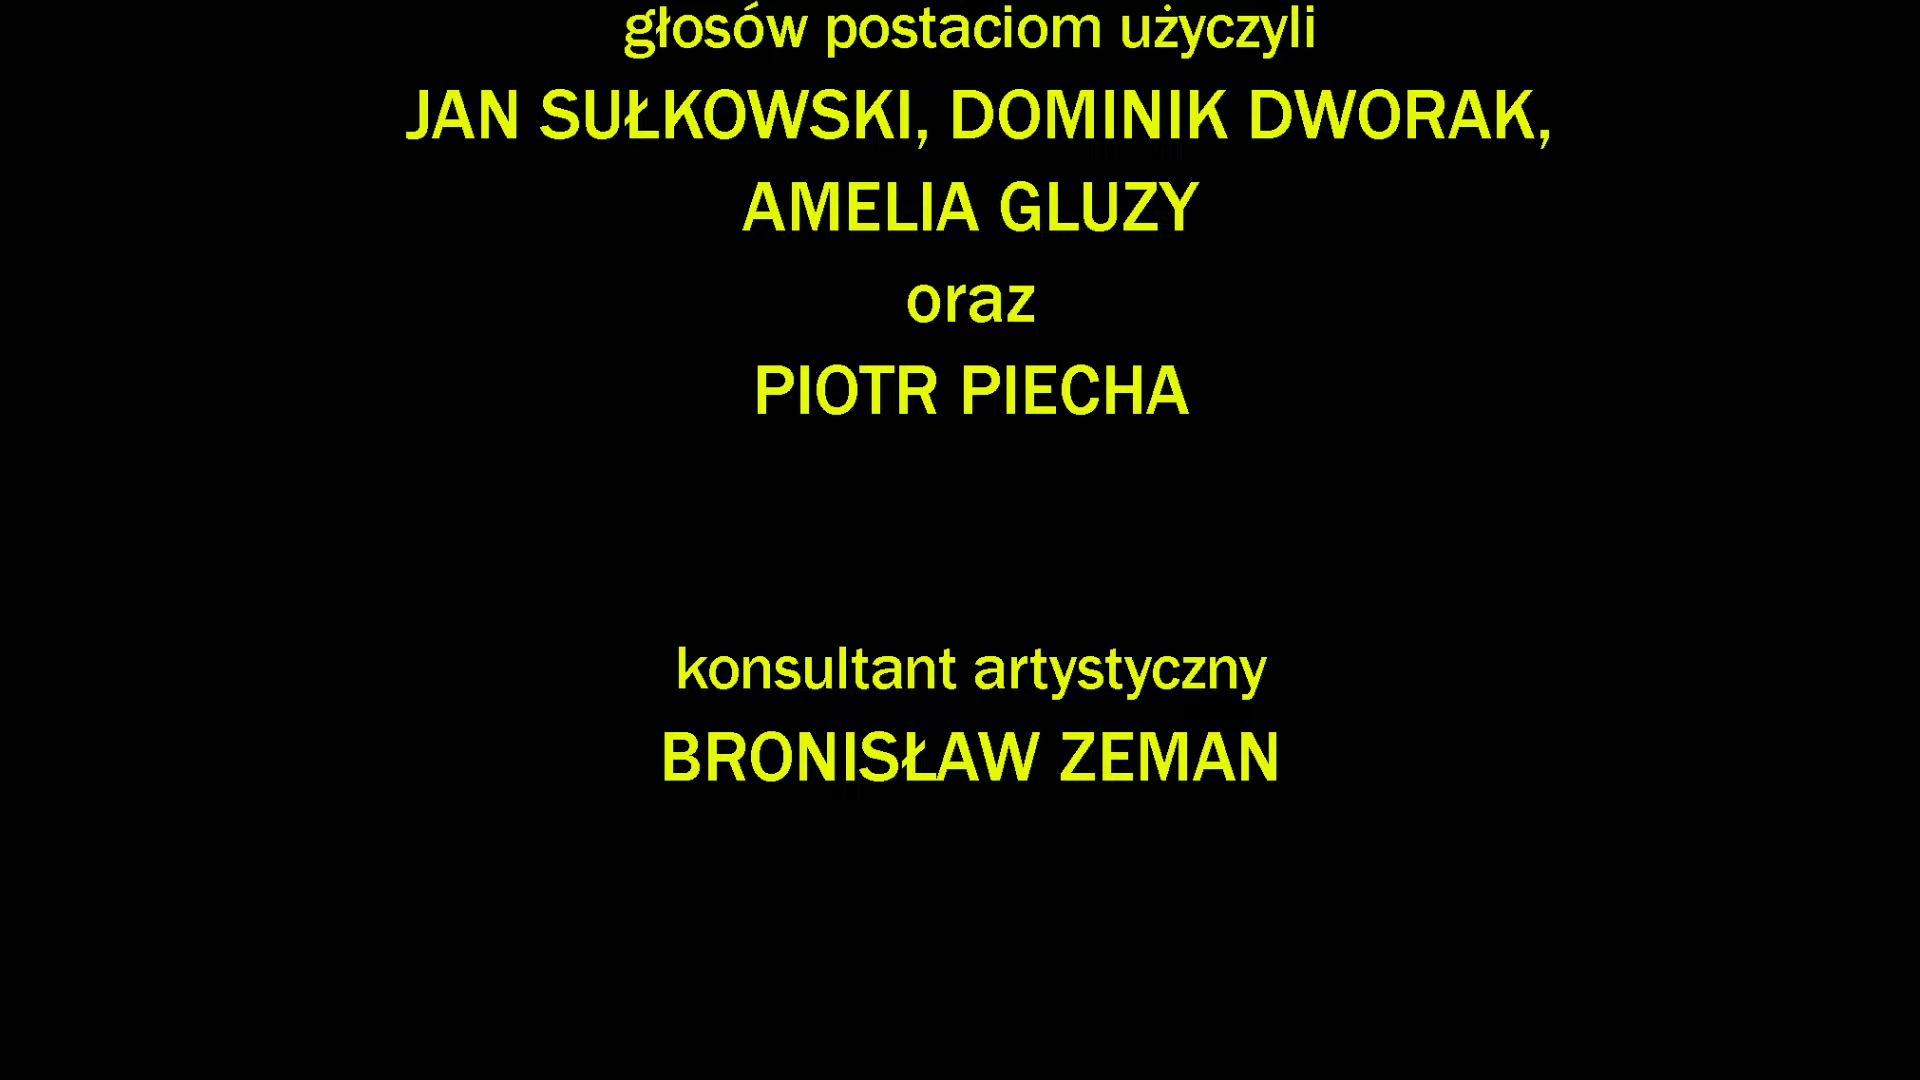 głosów postaciom użyczyli
JAN SUŁKOWSKI, DOMINIK DWORAK,
AMELIA GLUZY
oraz
PIOTR PIECHA
konsultant artystyczny
BRONISŁAW ZEMAN